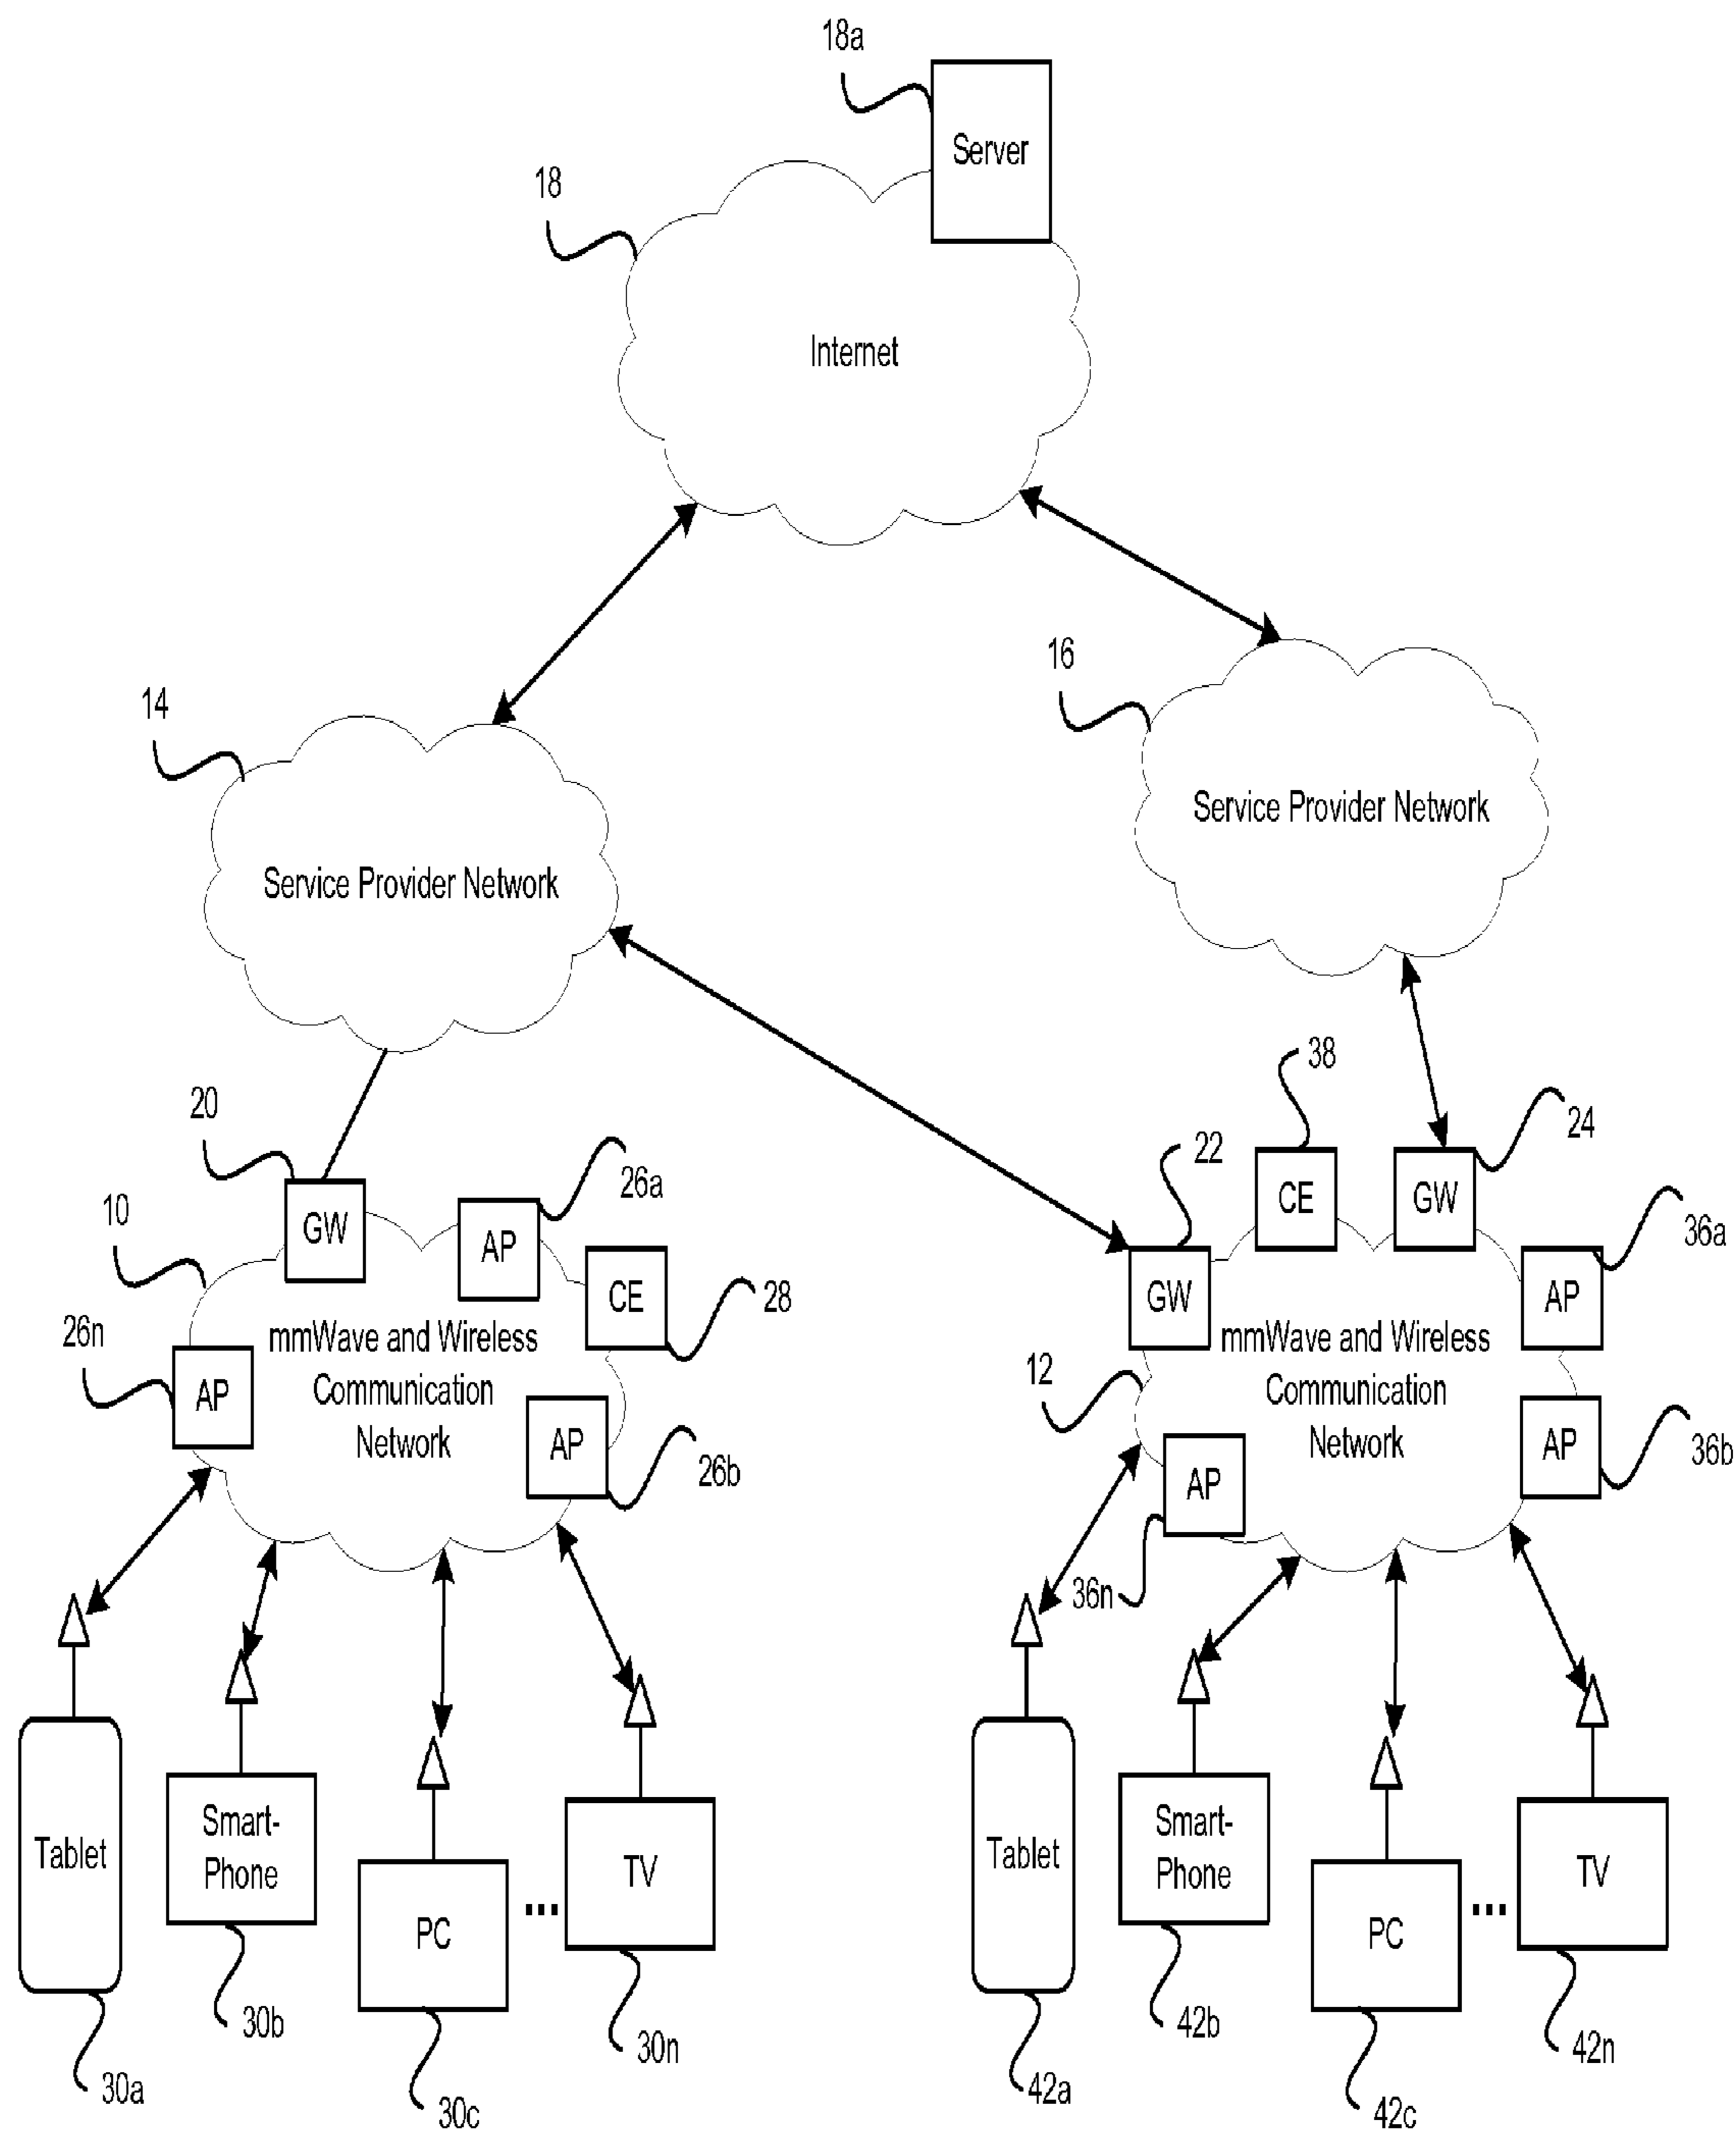 18a
Server
18
Internet
16
14
Service Provider Network
Service Provider Network
38
20
24
22
26a
36a
10
CE
GW
GW
AP
28
CE
GW
AP
26n
mmWave and Wireless
Communication
Network
12
mmWave and Wireless
Communication
Network
AP
AP
26b
AP
36b
AP
36n
Tablet
Smart-
Phone
PC
...
TV
Tablet
Smart-
Phone
PC
...
TV
30a
30b
30c
30n
42a
42b
42c
42n